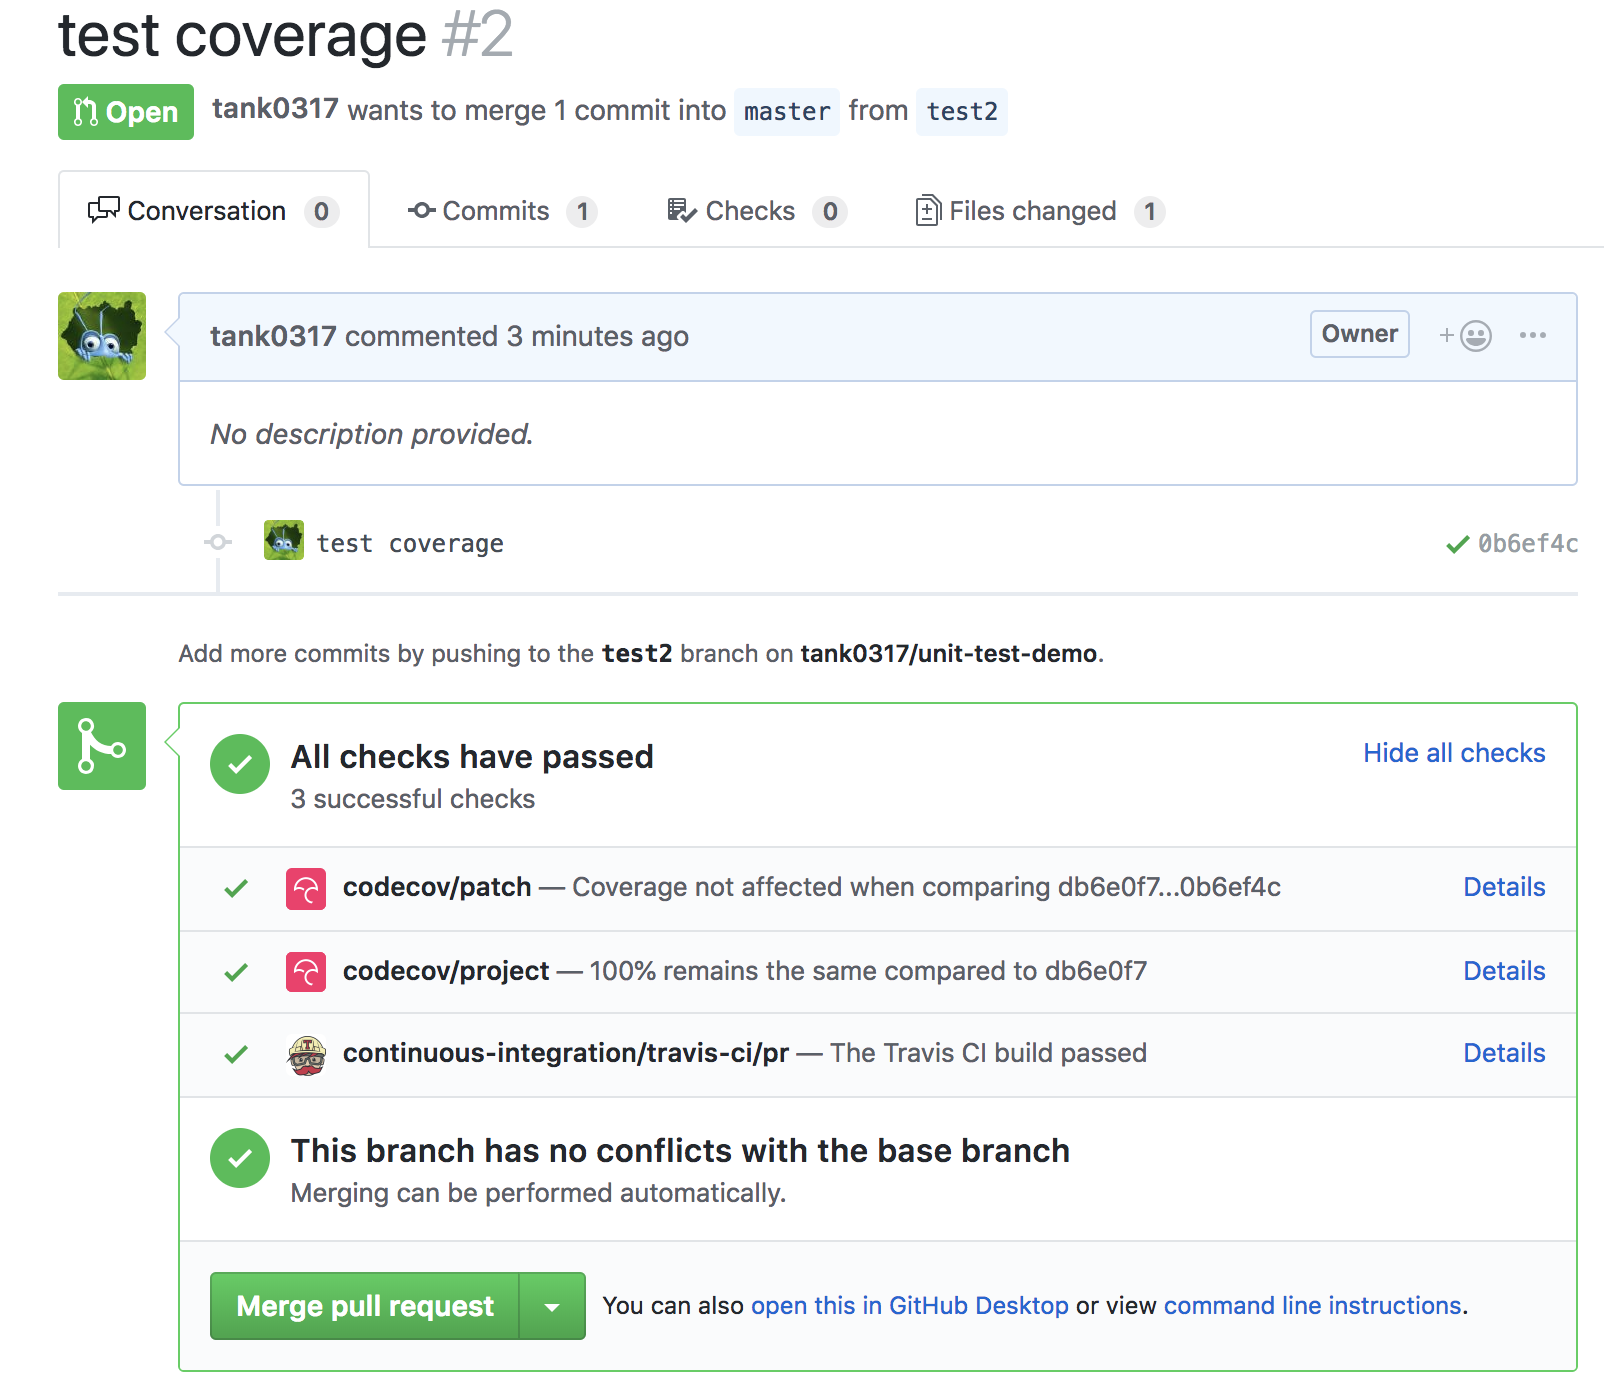 test coverage #2
Open tank0317 wants to merge 1 commit into master from test2
Conversation 0 Commits 1 Checks 0 Files changed 1
tank0317 commented 3 minutes ago Owner
No description provided.
test coverage 0b6ef4c
Add more commits by pushing to the test2 branch on tank0317/unit-test-demo.
All checks have passed Hide all checks
3 successful checks
codecov/patch — Coverage not affected when comparing db6e0f7...0b6ef4c Details
codecov/project — 100% remains the same compared to db6e0f7 Details
continuous-integration/travis-ci/pr — The Travis CI build passed Details
This branch has no conflicts with the base branch
Merging can be performed automatically.
Merge pull request You can also open this in GitHub Desktop or view command line instructions.